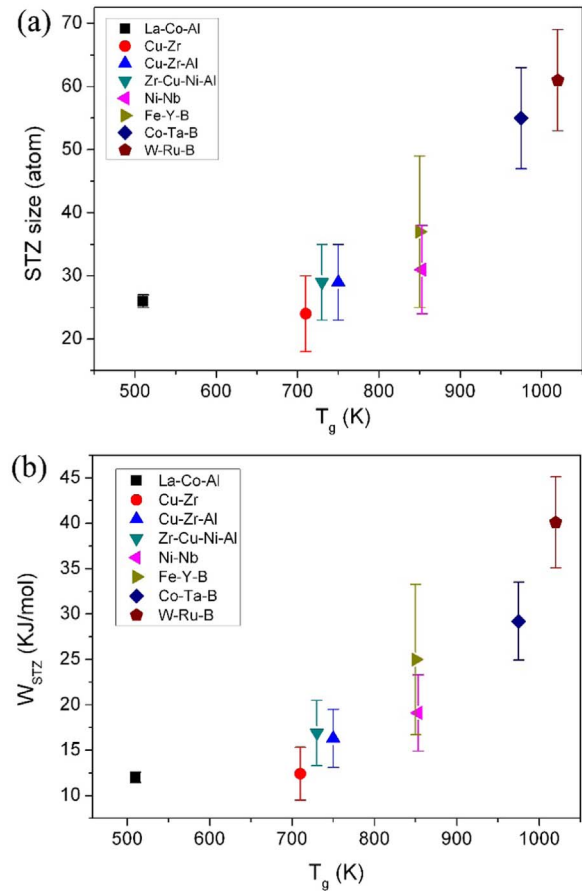 (a)
La-Co-Al
Cu-Zr
Cu-Zr-Al
Zr-Cu-Ni-Al
Ni-Nb
Fe-Y-B
Co-Ta-B
W-Ru-B
STZ size (atom)
70
60
50
40
30
20
500 600 700 800 900 1000
Tg (K)
(b)
La-Co-Al
Cu-Zr
Cu-Zr-Al
Zr-Cu-Ni-Al
Ni-Nb
Fe-Y-B
Co-Ta-B
W-Ru-B
WSTZ (KJ/mol)
45
40
35
30
25
20
15
10
500 600 700 800 900 1000
Tg (K)